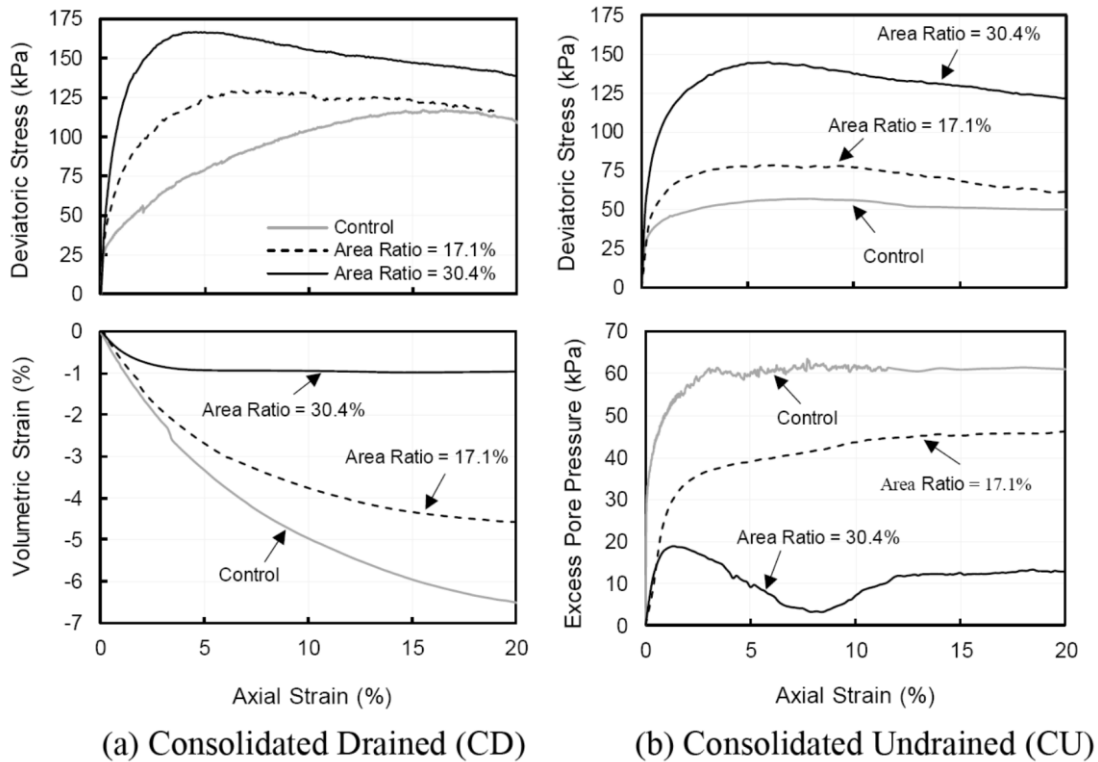 175
150
125
100
75
50
25
0
Deviatoric Stress (kPa)
Control
Area Ratio = 17.1%
Area Ratio = 30.4%
175
150
125
100
75
50
25
0
Deviatoric Stress (kPa)
Area Ratio = 30.4%
Area Ratio = 17.1%
Control
0
-1
-2
-3
-4
-5
-6
-7
Volumetric Strain (%)
Area Ratio = 30.4%
Area Ratio = 17.1%
Control
0 5 10 15 20
Axial Strain (%)
70
60
50
40
30
20
10
0
Excess Pore Pressure (kPa)
Control
Area Ratio = 17.1%
Area Ratio = 30.4%
0 5 10 15 20
Axial Strain (%)
(a) Consolidated Drained (CD)
(b) Consolidated Undrained (CU)